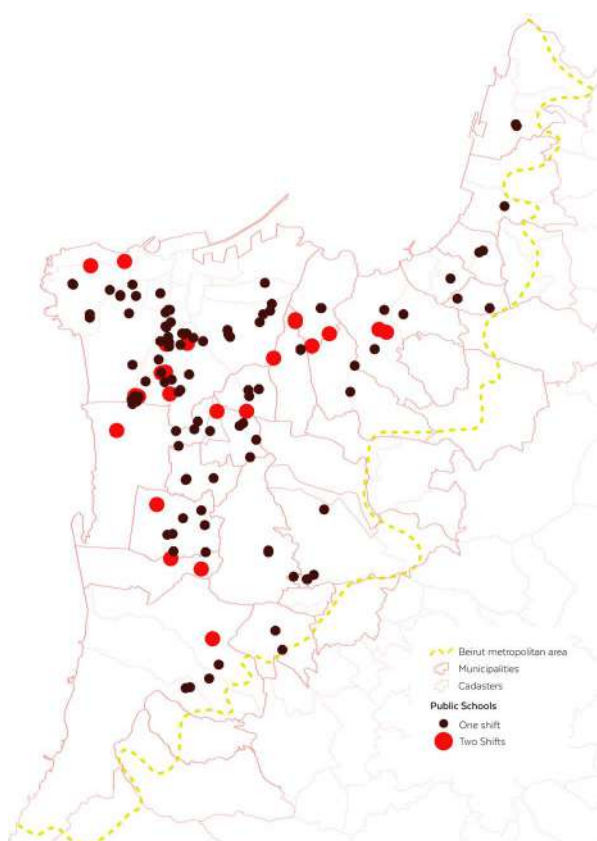 Beirut metropolitan area
Municipalities
Cadasters
Public Schools
One shift
Two Shifts